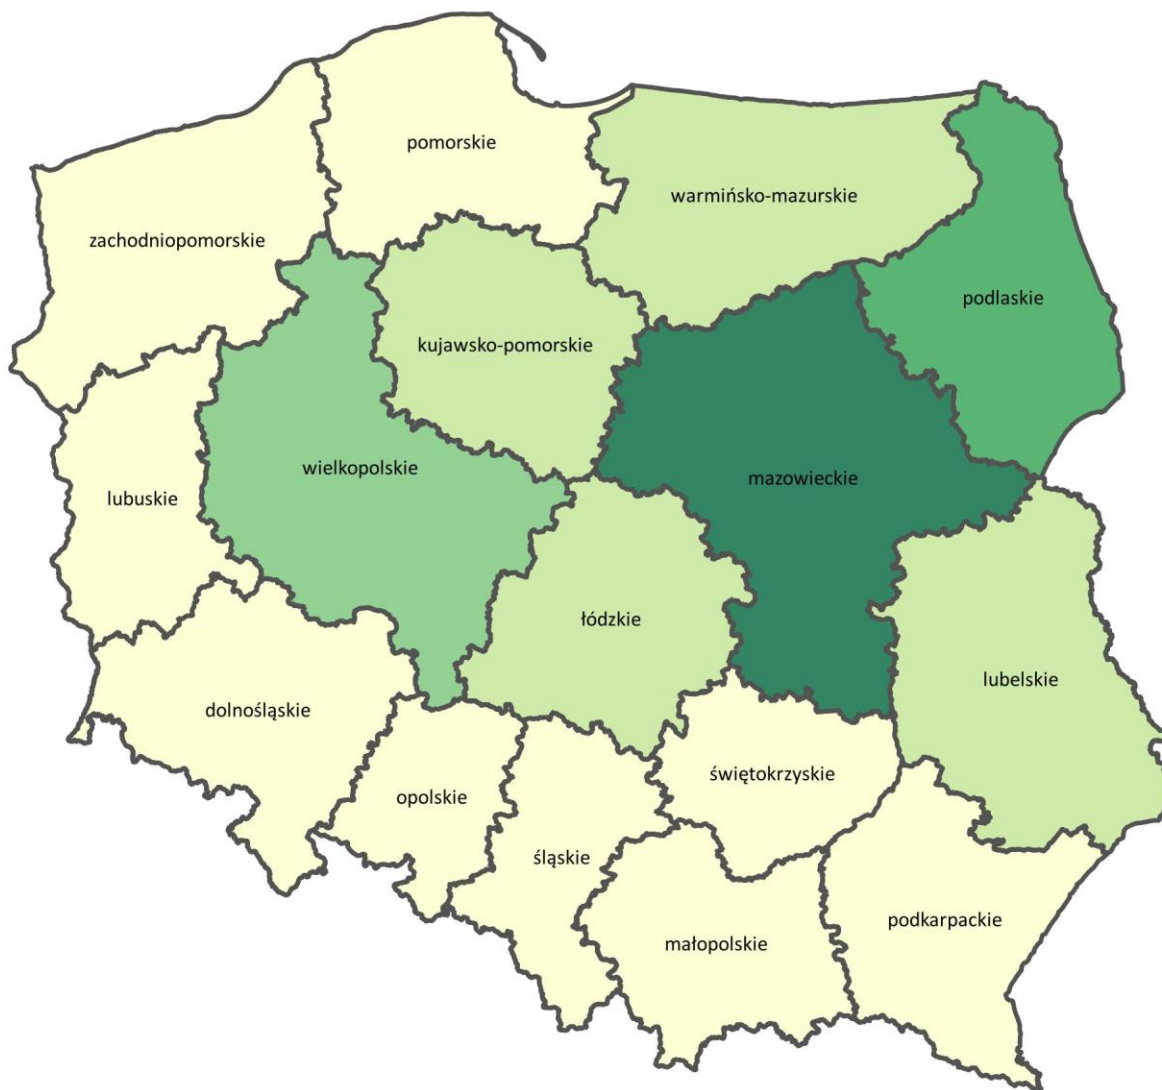 pomorskie
warmińsko-mazurskie
zachodniopomorskie
podlaskie
kujawsko-pomorskie
wielkopolskie
mazowieckie
lubuskie
łódzkie
lubelskie
dolnośląskie
świętokrzyskie
opolskie
śląskie
podkarpackie
małopolskie